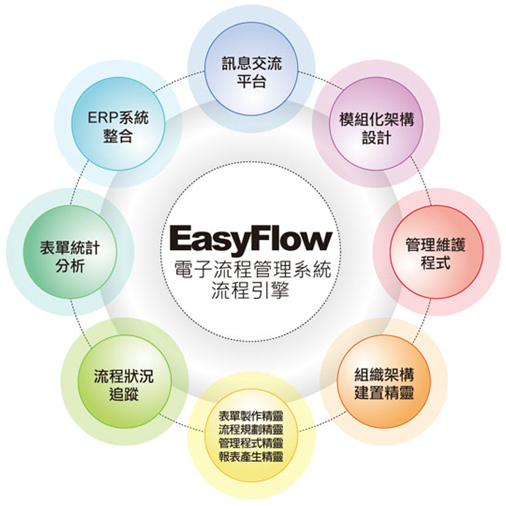 訊息交流
平台
模組化架構
設計
管理維護
程式
組織架構
建置精靈
表單製作精靈
流程規劃精靈
管理程式精靈
報表產生精靈
流程狀況
追蹤
表單統計
分析
ERP系統
整合
EasyFlow
電子流程管理系統
流程引擎